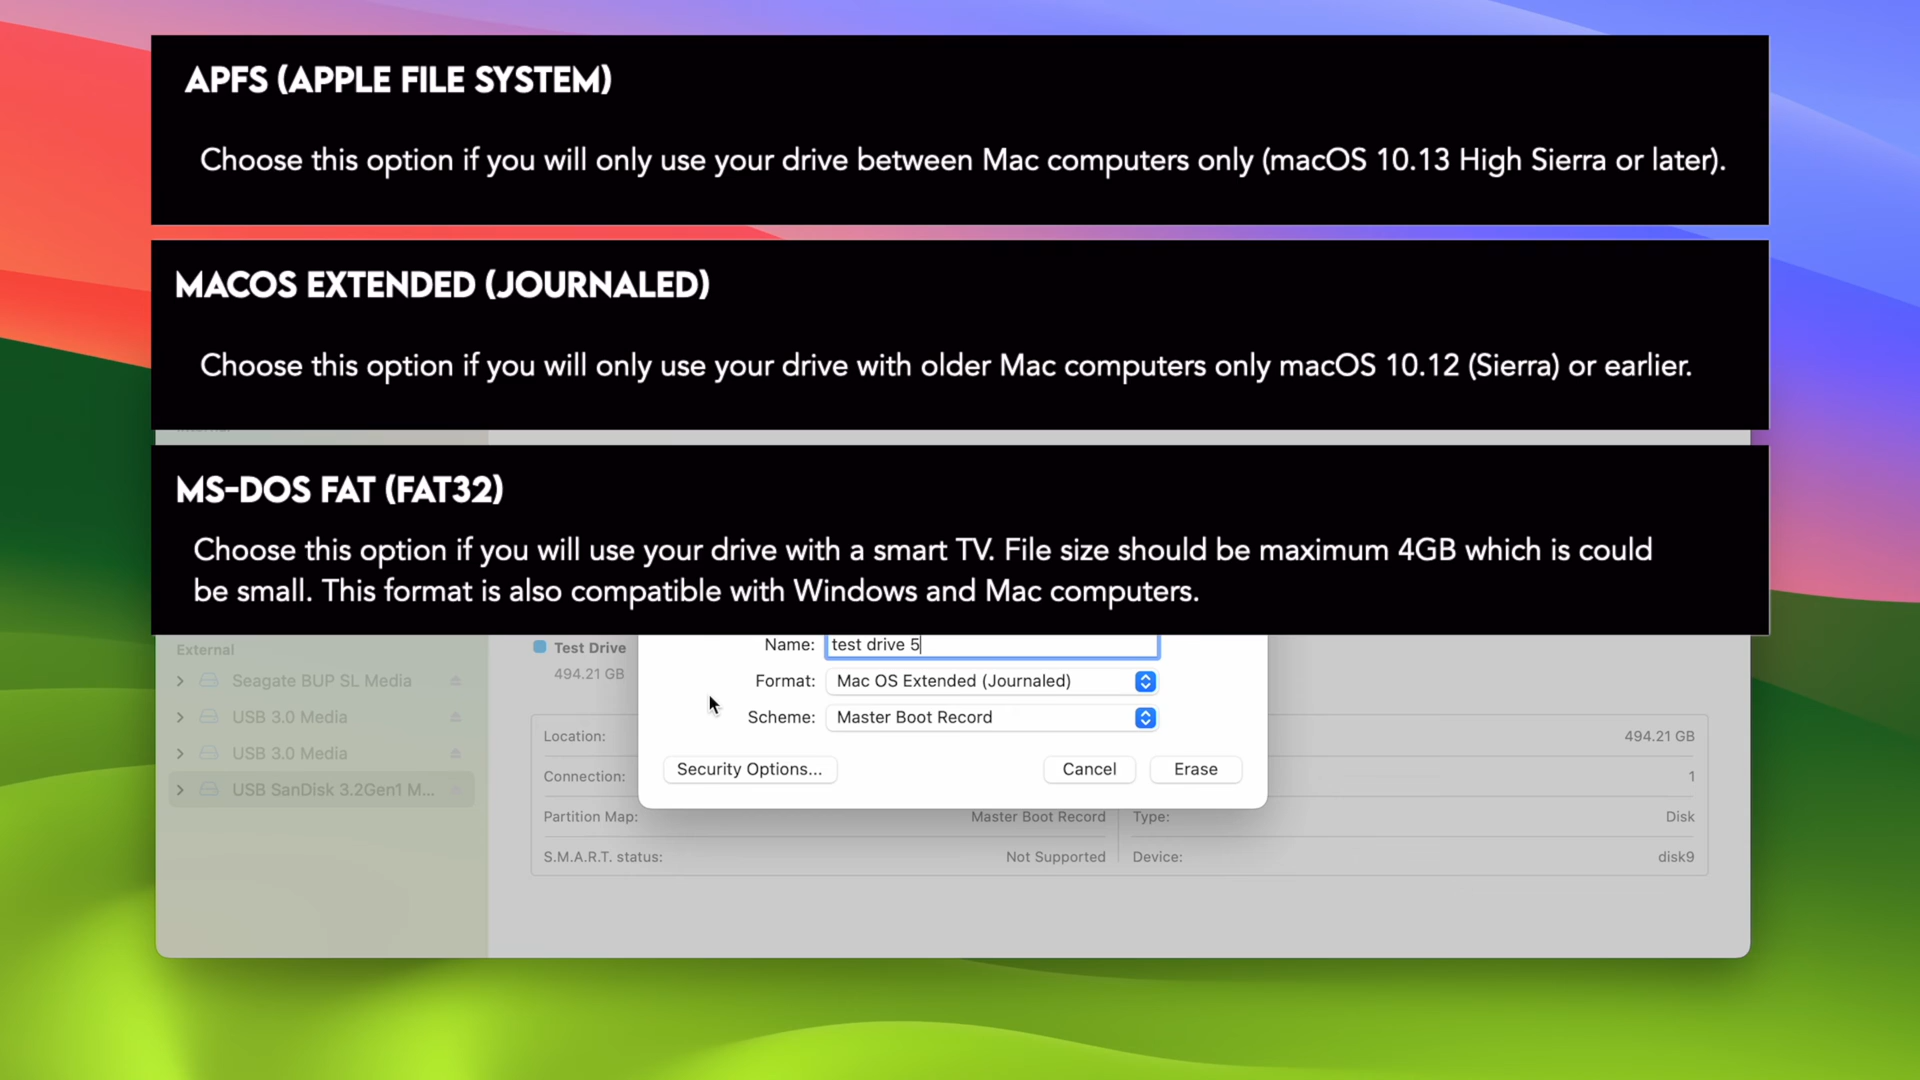 APFS (APPLE FILE SYSTEM)
Choose this option if you will only use your drive between Mac computers only (macOS 10.13 High Sierra or later).
MACOS EXTENDED (JOURNALED)
Choose this option if you will only use your drive with older Mac computers only macOS 10.12 (Sierra) or earlier.
MS-DOS FAT (FAT32)
Choose this option if you will use your drive with a smart TV. File size should be maximum 4GB which is could
be small. This format is also compatible with Windows and Mac computers.
External
Seagate BUP SL Media
USB 3.0 Media
USB 3.0 Media
USB SanDisk 3.2Gen1 M...
Test Drive
494.21 GB
Name: test drive 5
Format: Mac OS Extended (Journaled)
Scheme: Master Boot Record
Security Options...
Cancel
Erase
Location:
494.21 GB
Connection:
1
Partition Map: Master Boot Record
Type: Disk
S.M.A.R.T. status: Not Supported
Device: disk9